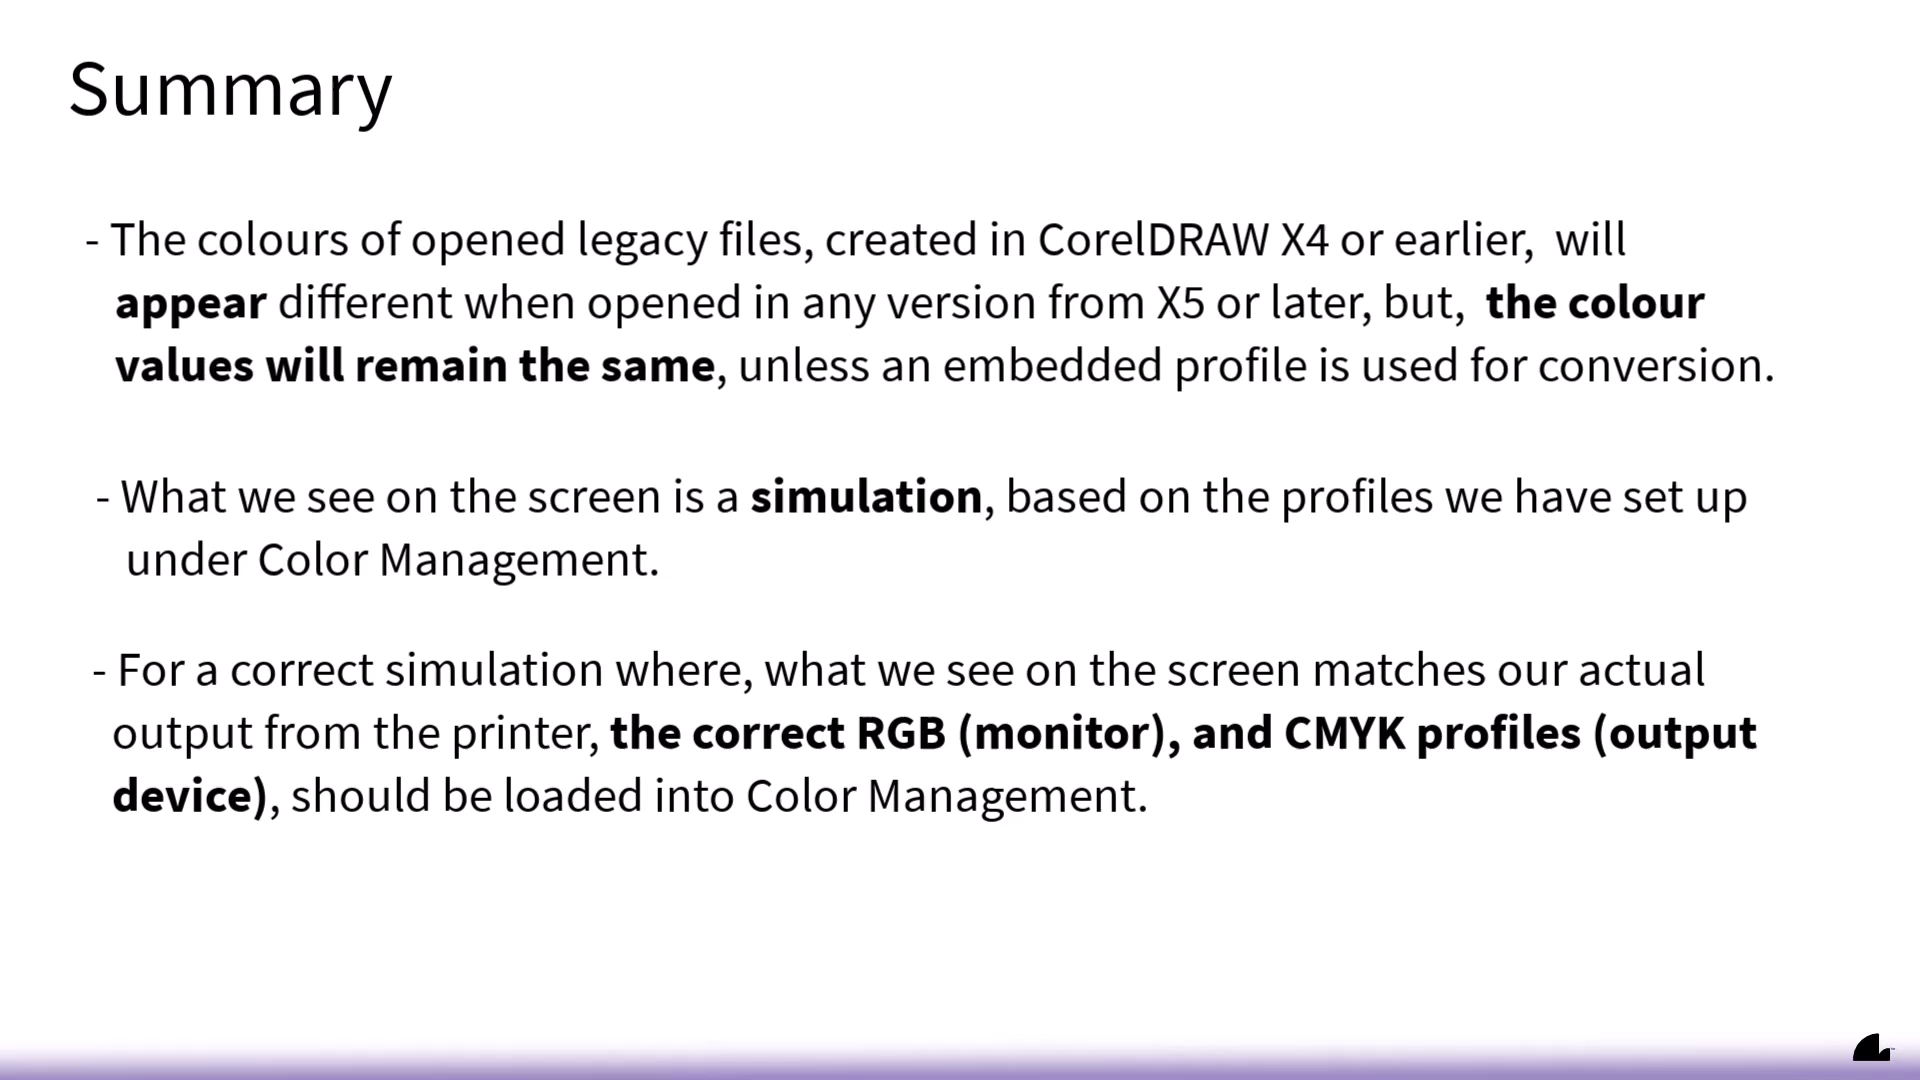 Summary
- The colours of opened legacy files, created in CorelDRAW X4 or earlier,  will
appear different when opened in any version from X5 or later, but,  the colour
values will remain the same, unless an embedded profile is used for conversion.
- What we see on the screen is a simulation, based on the profiles we have set up
under Color Management.
- For a correct simulation where, what we see on the screen matches our actual
output from the printer, the correct RGB (monitor), and CMYK profiles (output
device), should be loaded into Color Management.